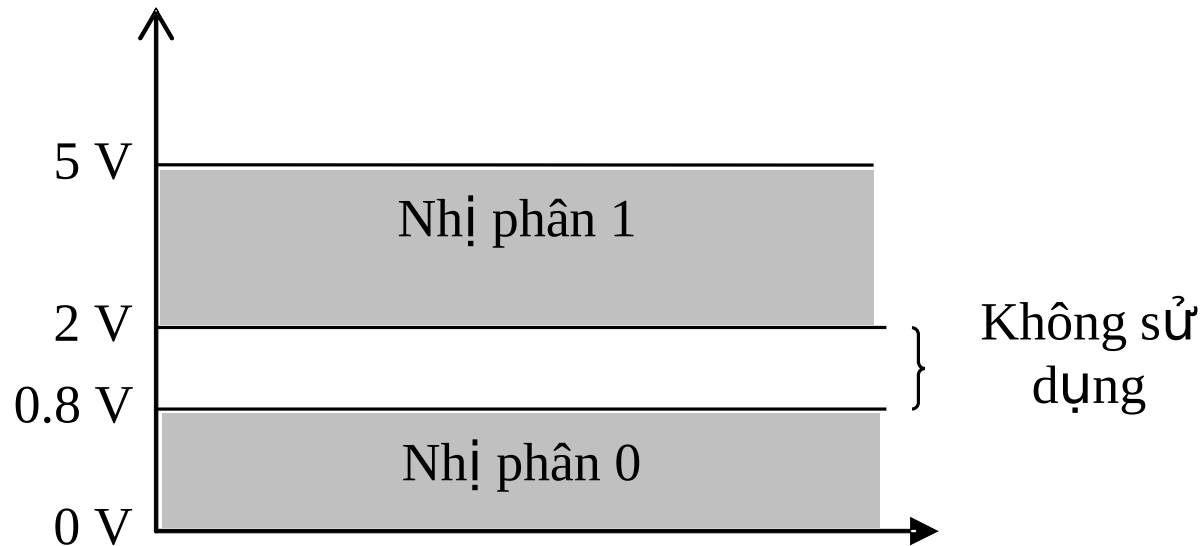 5 V
Nhị phân 1
2 V
Không sử
dụng
0.8 V
Nhị phân 0
0 V